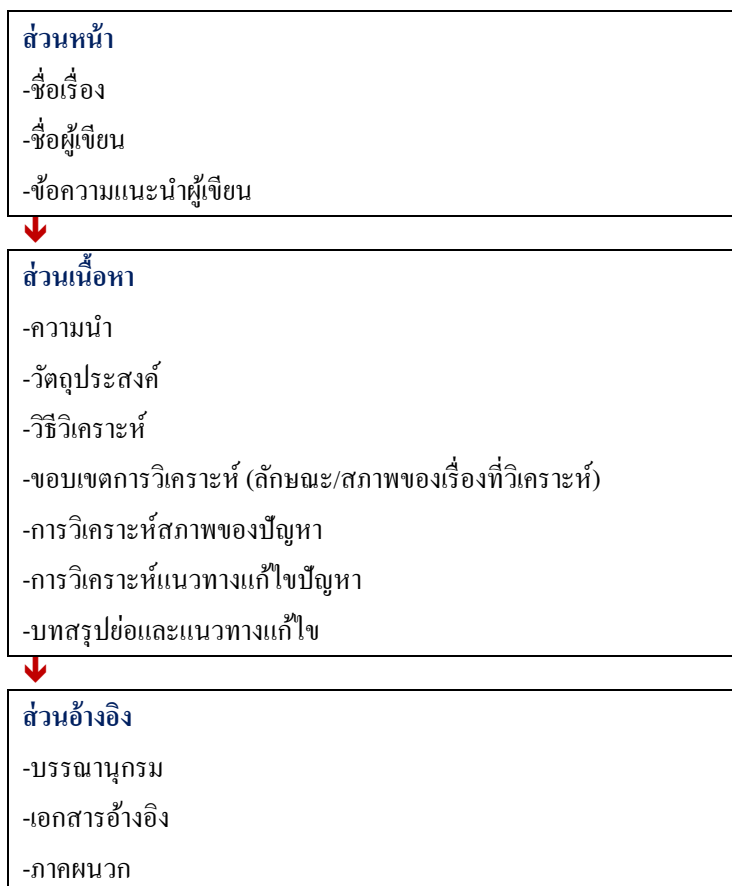 ส่วนหน้า
-ชื่อเรื่อง
-ชื่อผู้เขียน
-ข้อความแนะนำผู้เขียน
ส่วนเนื้อหา
-ความนำ
-วัตถุประสงค์
-วิธีวิเคราะห์
-ขอบเขตการวิเคราะห์ (ลักษณะ/สภาพของเรื่องที่วิเคราะห์)
-การวิเคราะห์สภาพของปัญหา
-การวิเคราะห์แนวทางแก้ไขปัญหา
-บทสรุปย่อและแนวทางแก้ไข
ส่วนอ้างอิง
-บรรณานุกรม
-เอกสารอ้างอิง
-ภาคผนวก